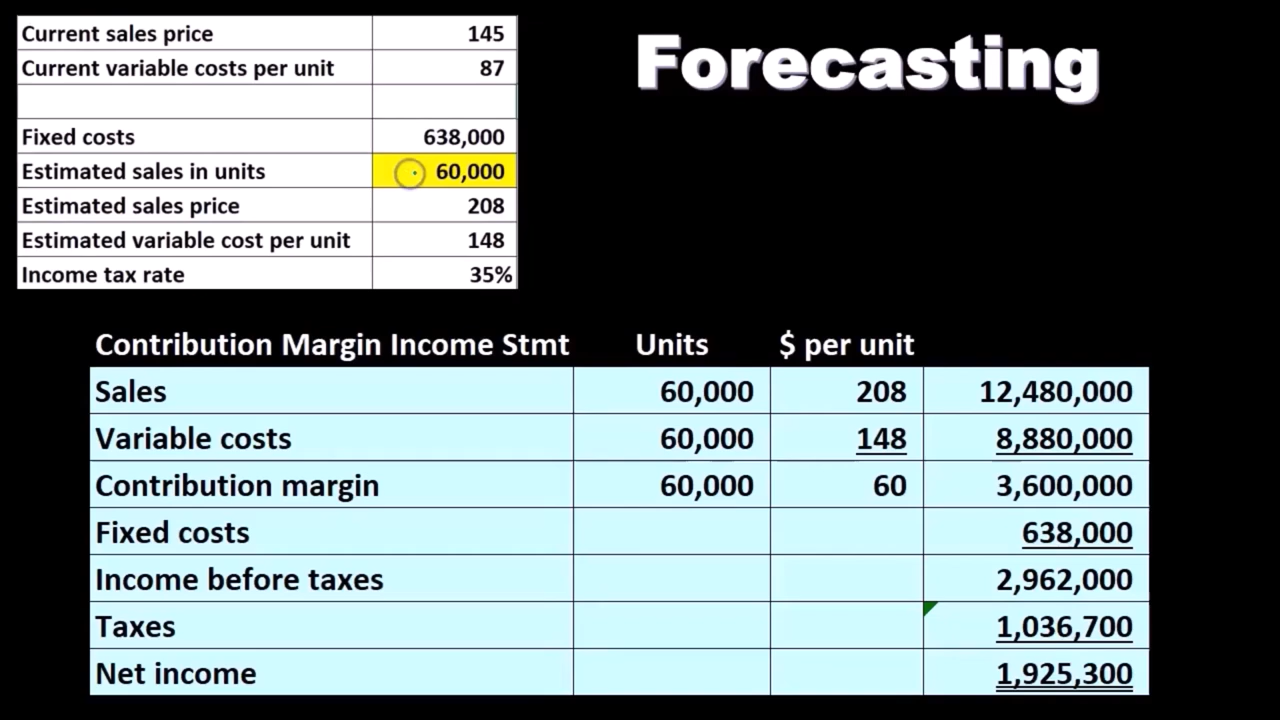 Forecasting
Current sales price 145
Current variable costs per unit 87
Fixed costs 638,000
Estimated sales in units 60,000
Estimated sales price 208
Estimated variable cost per unit 148
Income tax rate 35%
Contribution Margin Income Stmt Units $ per unit
Sales 60,000 208 12,480,000
Variable costs 60,000 148 8,880,000
Contribution margin 60,000 60 3,600,000
Fixed costs 638,000
Income before taxes 2,962,000
Taxes 1,036,700
Net income 1,925,300